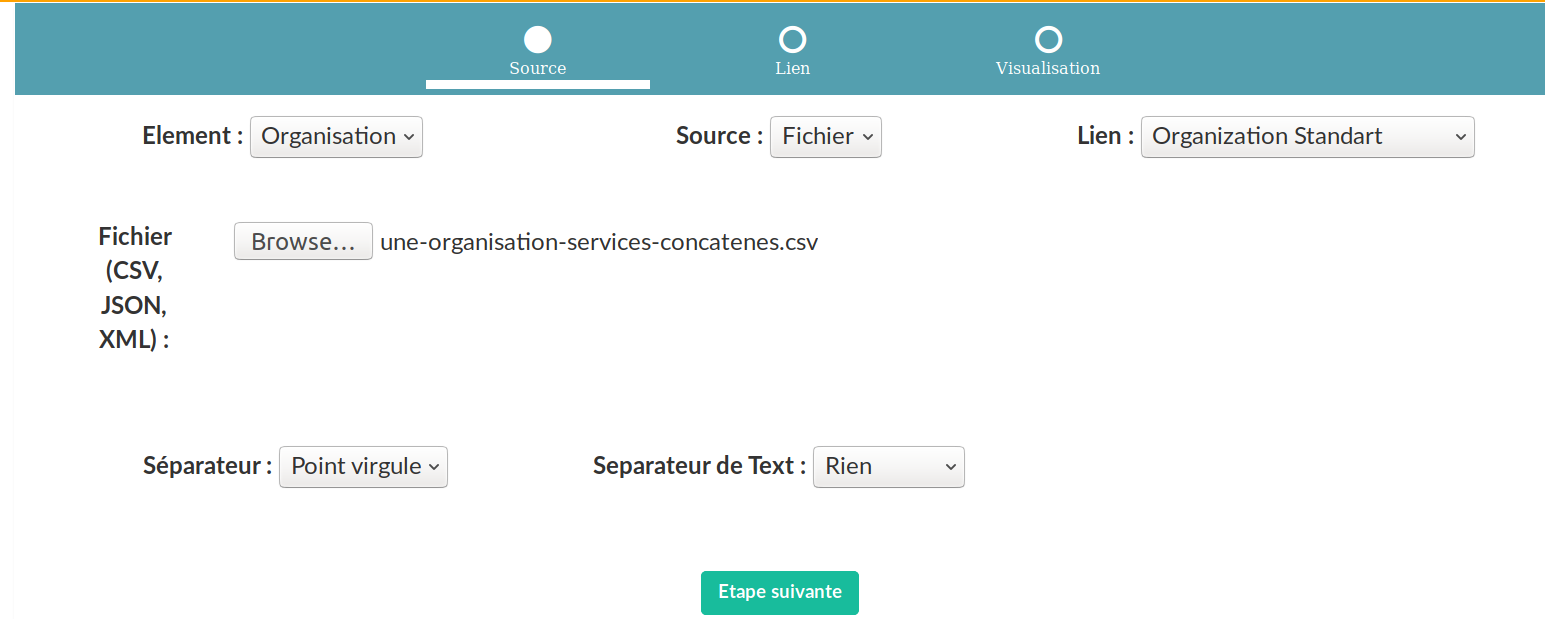 Source
Lien
Visualisation
Element : Organisation
Source : Fichier
Lien : Organization Standart
Fichier
(CSV,
JSON,
XML) :
Browse... une-organisation-services-concatenes.csv
Séparateur : Point virgule
Separateur de Text : Rien
Etape suivante